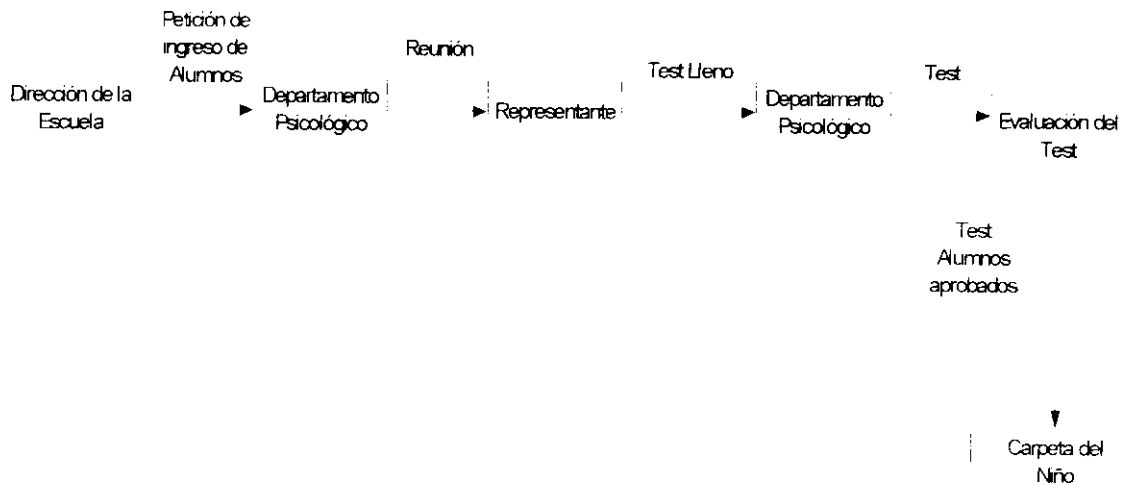 Petición de
ingreso de
Alumnos
Reunión
Test Lleno
Test
Dirección de la
Escuela
Departamento
Psicológico
Representante
Departamento
Psicológico
Evaluación del
Test
Test
Alumnos
aprobados
Carpeta del
Niño